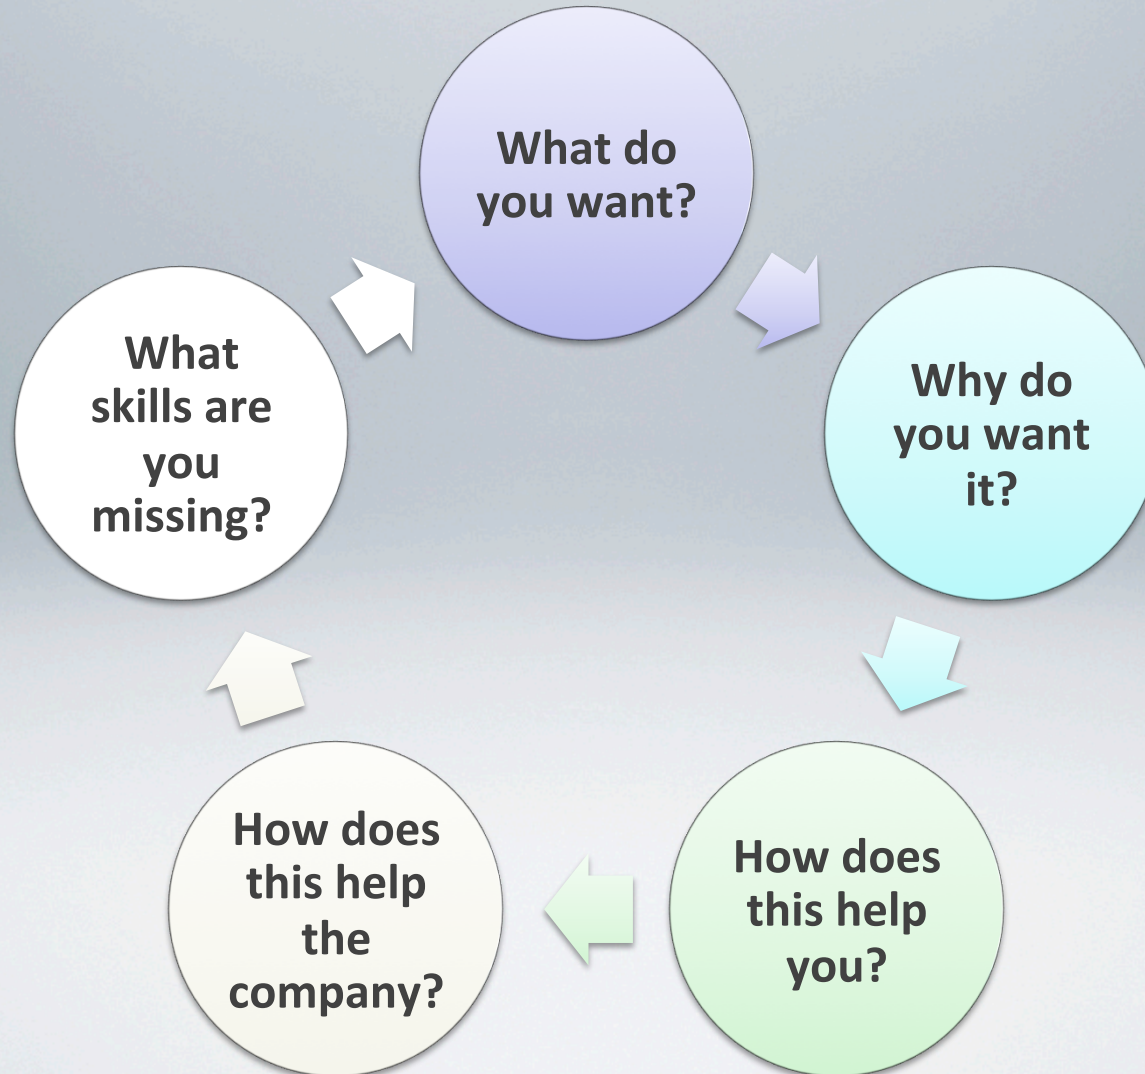 What do
you want?
Why do
you want
it?
How does
this help
you?
How does
this help
the
company?
What
skills are
you
missing?